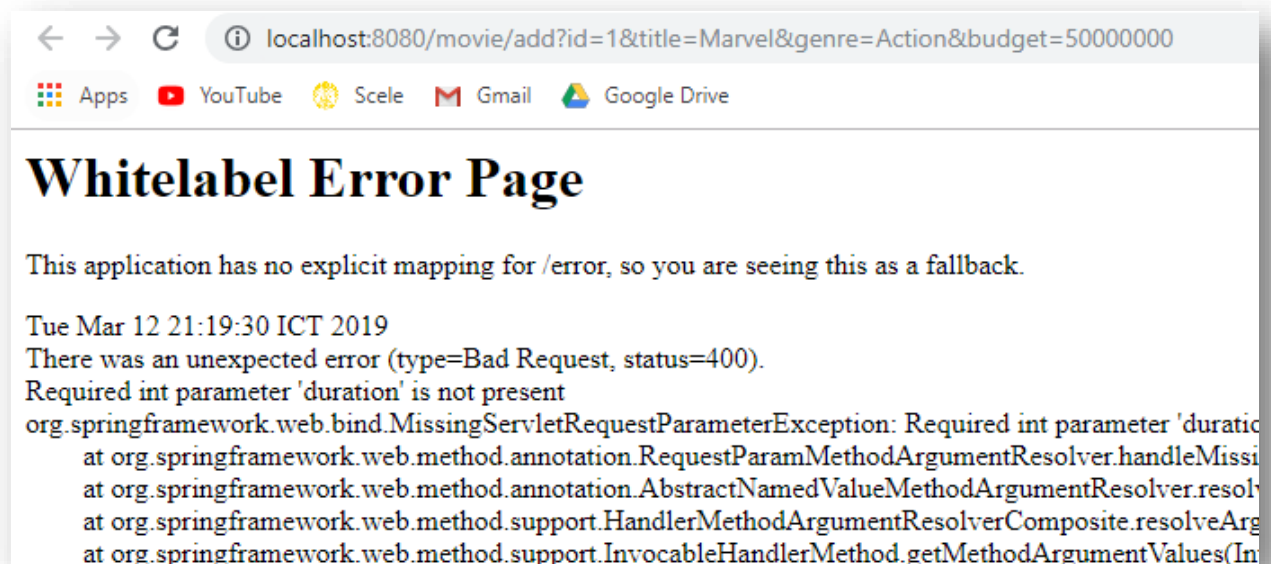 localhost:8080/movie/add?id=1&title=Marvel&genre=Action&budget=50000000
Apps YouTube Scele Gmail Google Drive
Whitelabel Error Page
This application has no explicit mapping for /error, so you are seeing this as a fallback.
Tue Mar 12 21:19:30 ICT 2019
There was an unexpected error (type=Bad Request, status=400).
Required int parameter 'duration' is not present
org.springframework.web.bind.MissingServletRequestParameterException: Required int parameter 'duratio
at org.springframework.web.method.annotation.RequestParamMethodArgumentResolver.handleMissi
at org.springframework.web.method.annotation.AbstractNamedValueMethodArgumentResolver.resolv
at org.springframework.web.method.support.HandlerMethodArgumentResolverComposite.resolveArg
at org.springframework.web.method.support.InvocableHandlerMethod.getMethodArgumentValues(In